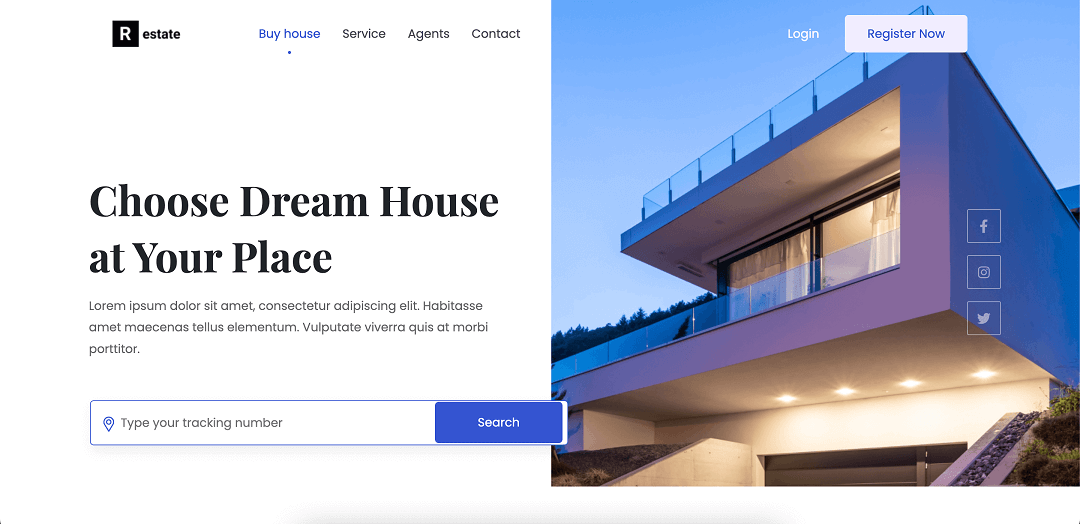 R estate
Buy house
Service
Agents
Contact
Login
Register Now
Choose Dream House
at Your Place
Lorem ipsum dolor sit amet, consectetur adipiscing elit. Habitasse
amet maecenas tellus elementum. Vulputate viverra quis at morbi
porttitor.
Type your tracking number
Search